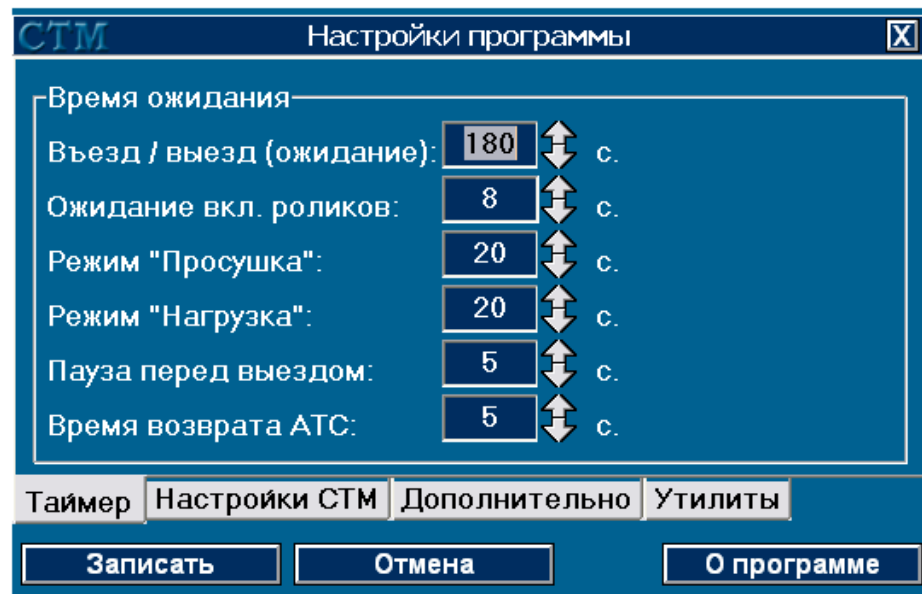 СТМ Настройки программы X
Время ожидания
Въезд / выезд (ожидание): 180 с.
Ожидание вкл. роликов: 8 с.
Режим "Просушка": 20 с.
Режим "Нагрузка": 20 с.
Пауза перед выездом: 5 с.
Время возврата АТС: 5 с.
Таймер Настройки СТМ Дополнительно Утилиты
Записать Отмена О программе